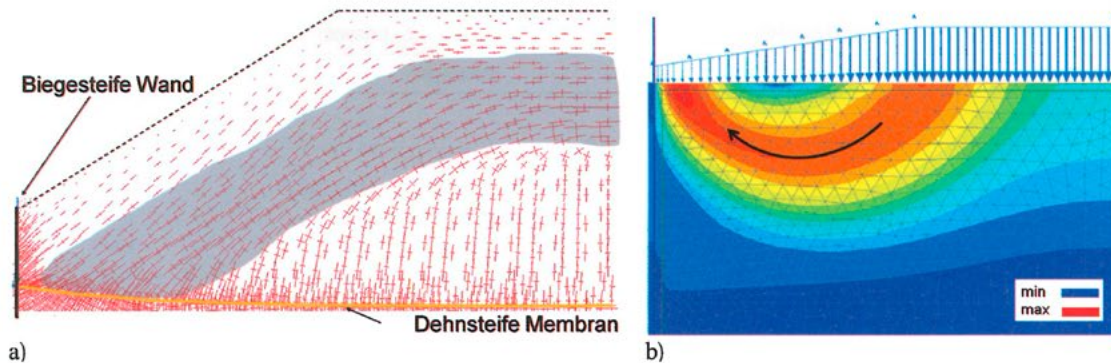 Biegesteife Wand
Dehnsteife Membran
a)
min
max
b)